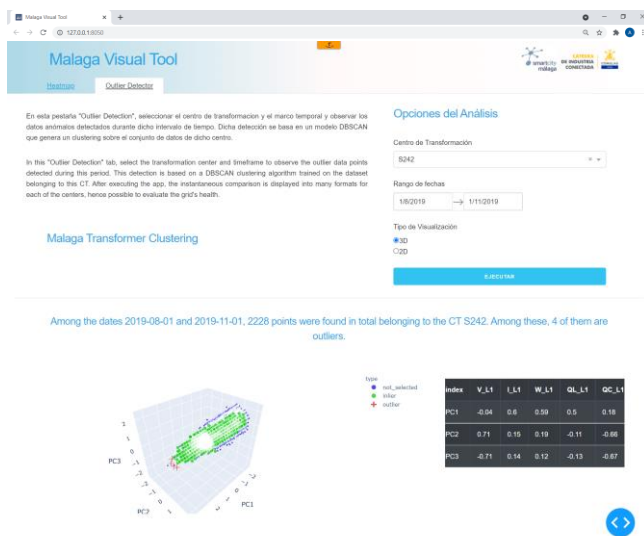 Malaga Visual Tool
127.0.0.1:8050
Malaga Visual Tool
smartcity
málaga
CÁTEDRA
DE INDUSTRIA
CONECTADA
COMILLAS
Heatmap
Outlier Detector
En esta pestaña "Outlier Detection", seleccionar el centro de transformacion y el marco temporal y observar los
datos anómalos detectados durante dicho intervalo de tiempo. Dicha detección se basa en un modelo DBSCAN
que genera un clustering sobre el conjunto de datos de dicho centro.
In this "Outlier Detection" tab, select the transformation center and timeframe to observe the outlier data points
detected during this period. This detection is based on a DBSCAN clustering algorithm trained on the dataset
belonging to this CT. After executing the app, the instantaneous comparison is displayed into many formats for
each of the centers, hence possible to evaluate the grid's health.
Malaga Transformer Clustering
Opciones del Análisis
Centro de Transformación
S242
Rango de fechas
1/8/2019 → 1/11/2019
Tipo de Visualización
3D
2D
EJECUTAR
Among the dates 2019-08-01 and 2019-11-01, 2228 points were found in total belonging to the CT S242. Among these, 4 of them are
outliers.
type
not_selected
inlier
outlier
PC3
PC2
PC1
index V_L1 I_L1 W_L1 QL_L1 QC_L1
PC1 -0.04 0.6 0.59 0.5 0.18
PC2 0.71 0.15 0.19 -0.11 -0.66
PC3 -0.71 0.14 0.12 -0.13 -0.67